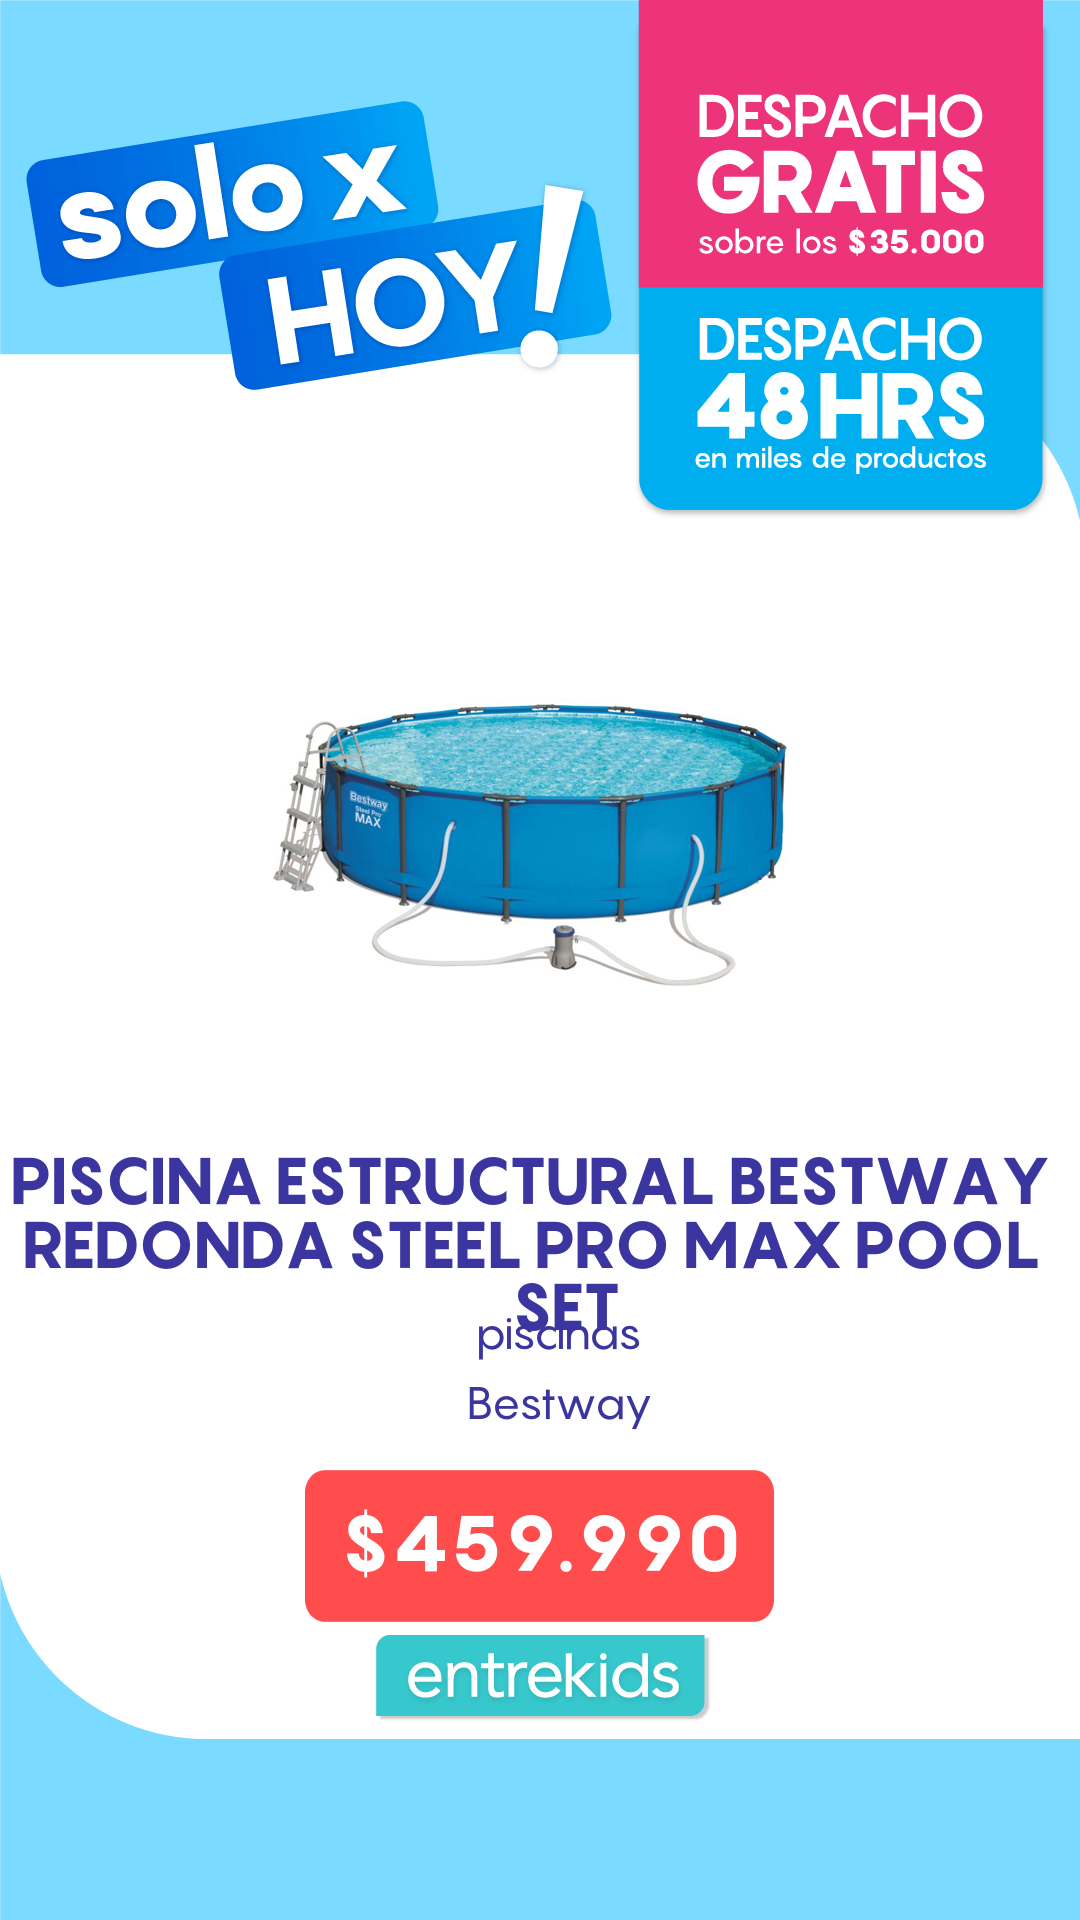 solo x
HOY!
DESPACHO
GRATIS
sobre los $35.000
DESPACHO
48HRS
en miles de productos
Bestway
Steel Pro
MAX
PISCINA ESTRUCTURAL BESTWAY
REDONDA STEEL PRO MAX POOL
SET
piscinas
Bestway
$459.990
entrekids